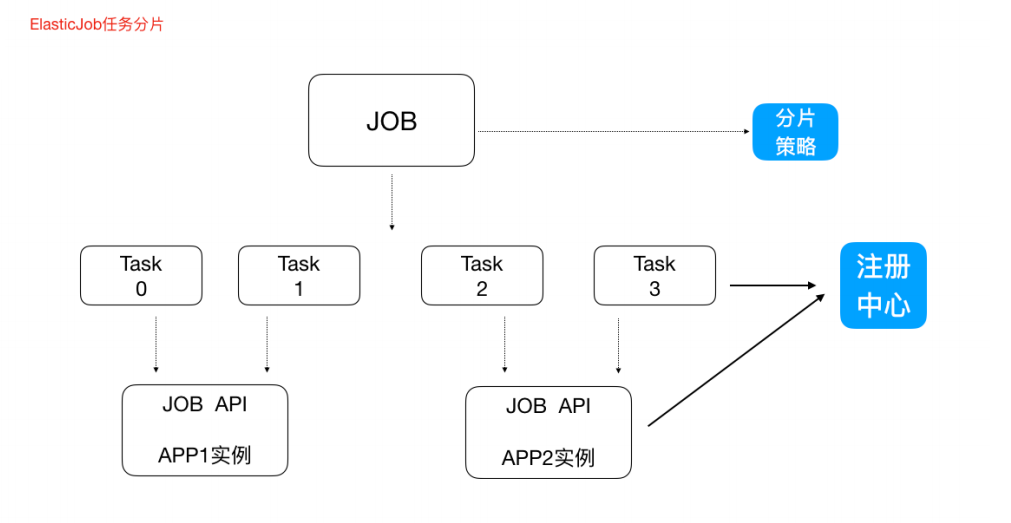 ElasticJob任务分片
JOB
分片
策略
Task
0
Task
1
Task
2
Task
3
注册
中心
JOB API
APP1实例
JOB API
APP2实例